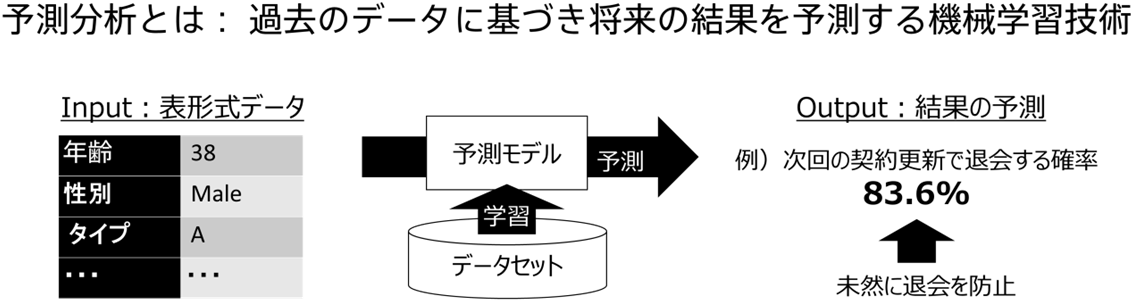 予測分析とは： 過去のデータに基づき将来の結果を予測する機械学習技術
Input：表形式データ
年齢 38
性別 Male
タイプ A
・・・ ・・・
予測モデル
予測
学習
データセット
Output：結果の予測
例）次回の契約更新で退会する確率
83.6%
未然に退会を防止